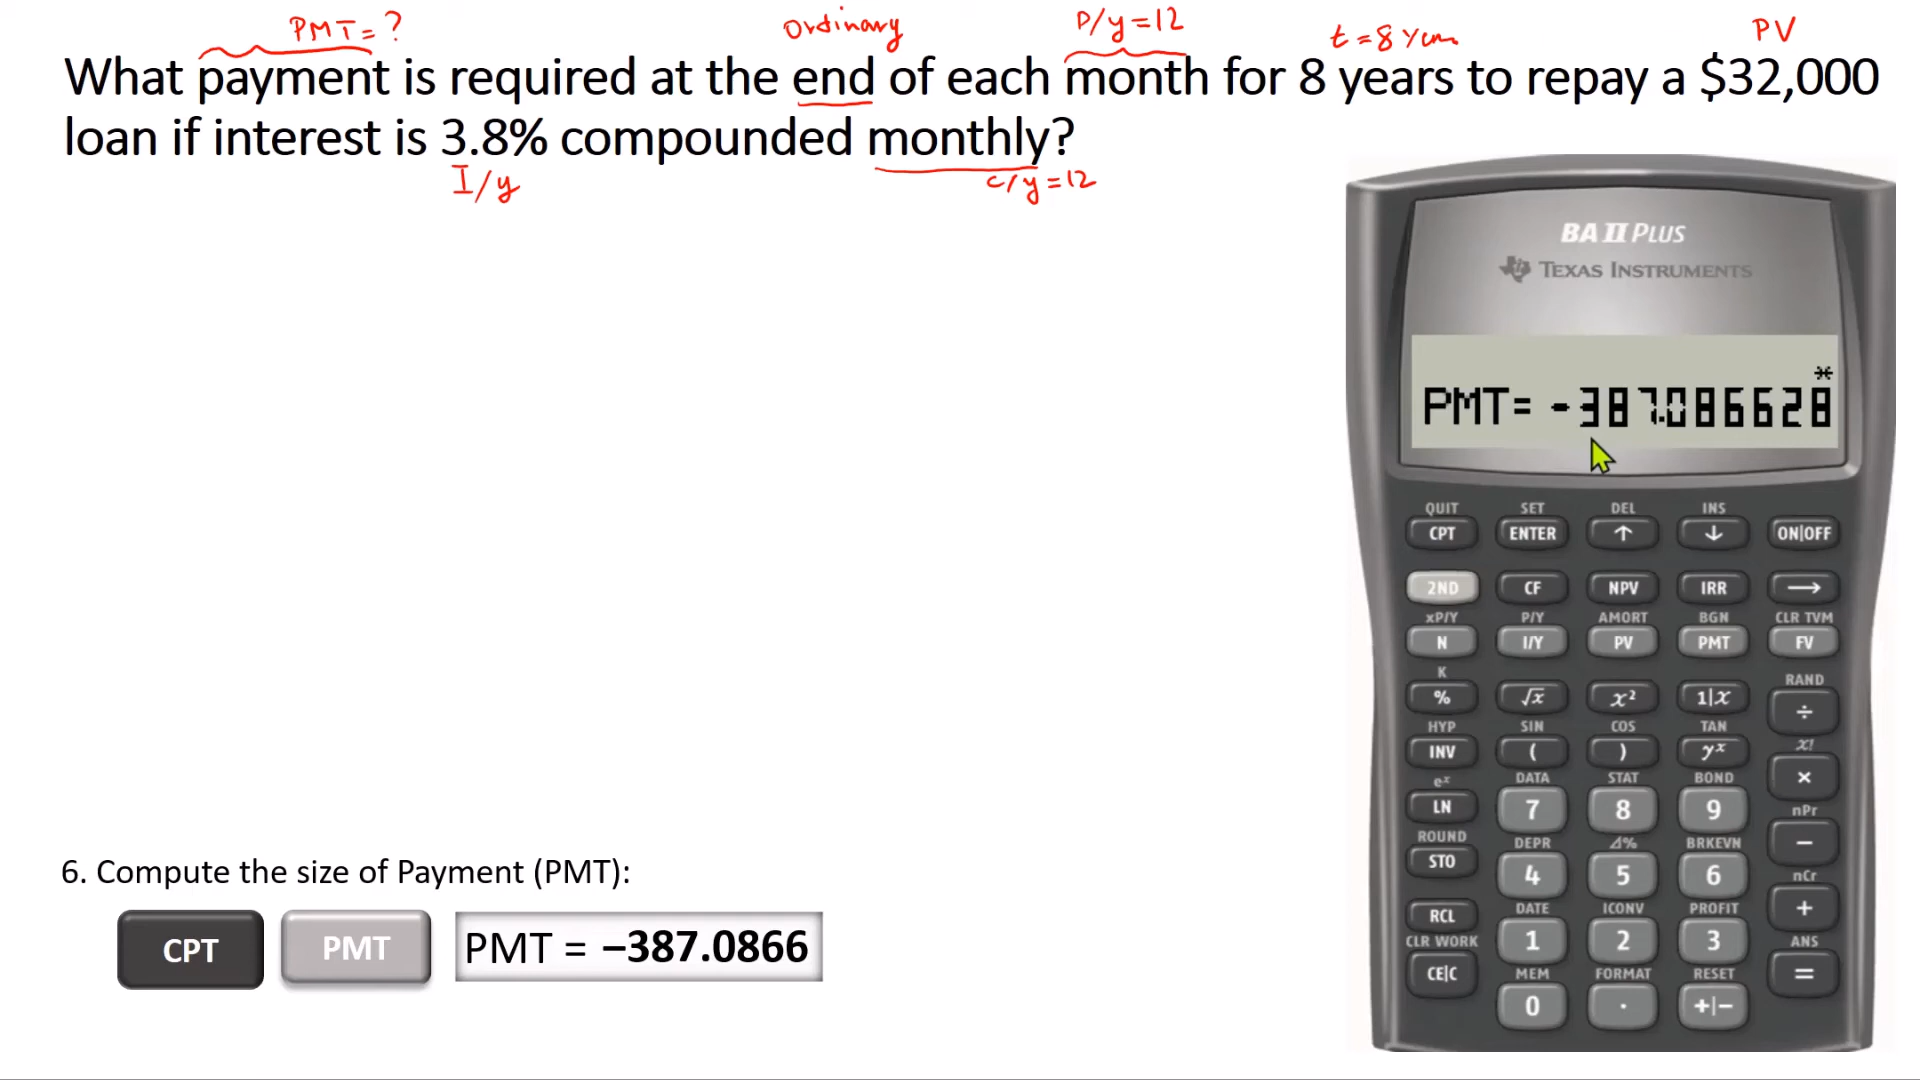 PMT = ?
Ordinary
P/y = 12
t = 8 Years
PV
What payment is required at the end of each month for 8 years to repay a $32,000
loan if interest is 3.8% compounded monthly?
I/y
C/y = 12
BA II PLUS
TEXAS INSTRUMENTS
*
PMT= -387.086628
QUIT SET DEL INS
CPT ENTER ↑ ↓ ON|OFF
2ND CF NPV IRR →
xP/Y P/Y AMORT BGN CLR TVM
N I/Y PV PMT FV
K RAND
% √x x² 1|x ÷
HYP SIN COS TAN x!
INV ( ) yˣ ×
eˣ DATA STAT BOND
LN 7 8 9 nPr
ROUND DEPR Δ% BRKEVN −
STO 4 5 6 nCr
DATE ICONV PROFIT +
RCL 1 2 3
CLR WORK MEM FORMAT RESET ANS
CE|C 0 . +|− =
6. Compute the size of Payment (PMT):
CPT PMT PMT = −387.0866